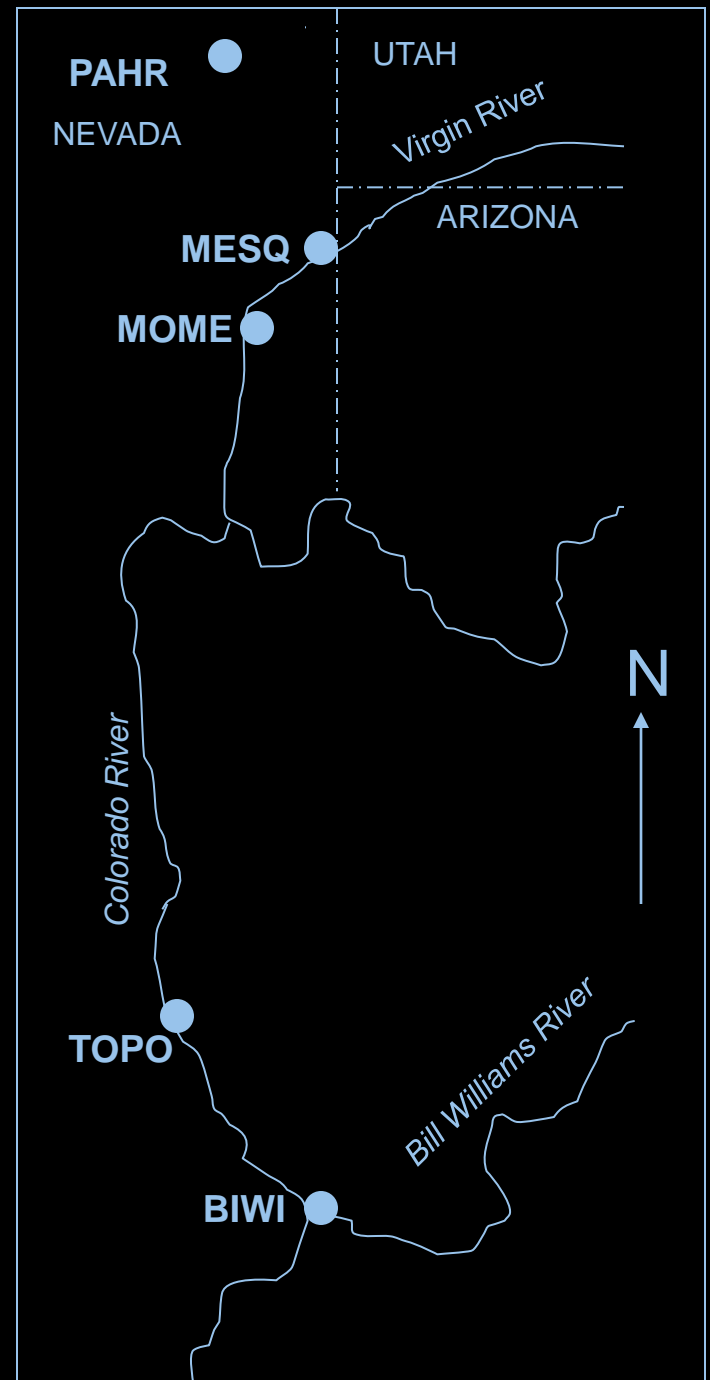 UTAH
PAHR
NEVADA
Virgin River
ARIZONA
MESQ
MOME
N
Colorado River
TOPO
Bill Williams River
BIWI